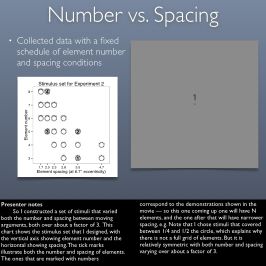 Number vs. Spacing
• Collected data with a fixed
schedule of element number
and spacing conditions
Stimulus set for Experiment 2
Element number
Element spacing (at 6.7° eccentricity)
1
Presenter notes
So I constructed a set of stimuli that varied
both the number and spacing between moving
arguments, both over about a factor of 3. This
chart shows the stimulus set that I designed, with
the vertical axis showing element number and the
horizontal showing spacing. The tick marks
illustrate both the number and spacing of elements.
The ones that are marked with numbers
correspond to the demonstrations shown in the
movie — so this one coming up one will have N
elements, and the one after that will have narrower
spacing, e.g. Note that I chose stimuli that covered
between 1/4 and 1/2 the circle, which explains why
there is not a full grid of elements. But it is
relatively symmetric with both number and spacing
varying over about a factor of 3.